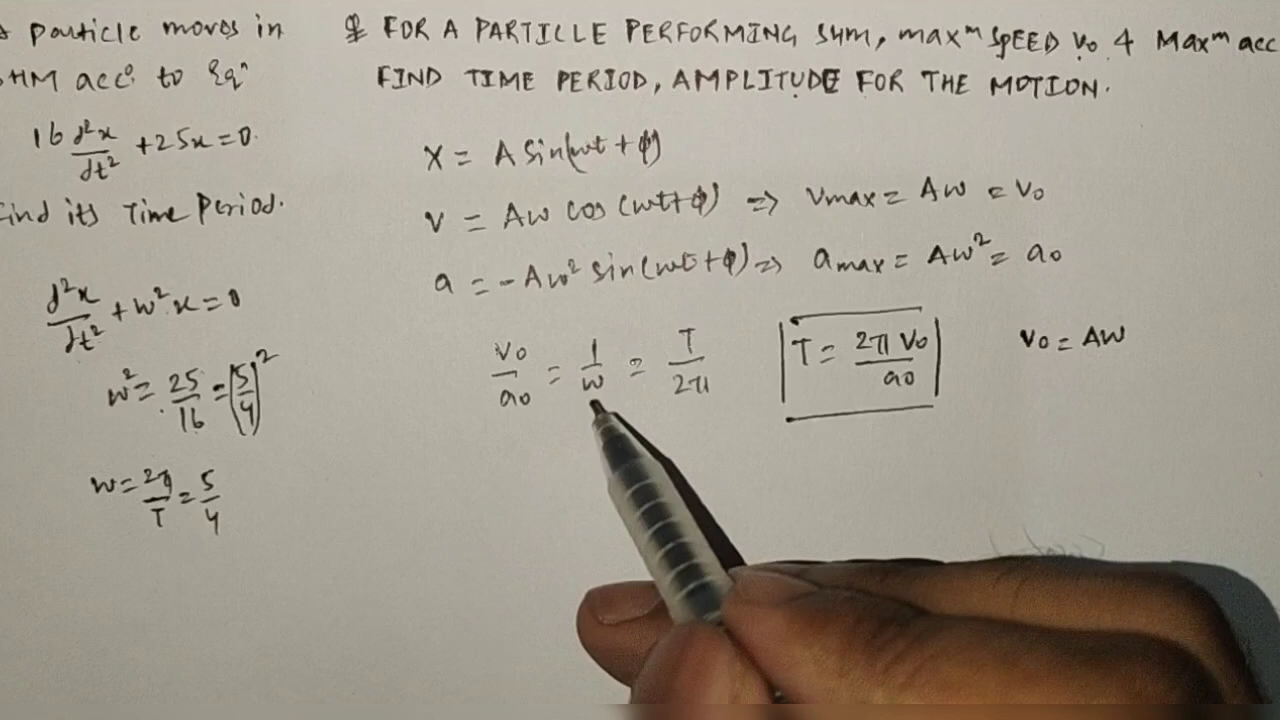 particle moves in
SHM acc. to Eqⁿ
16 d²x/dt² + 25x = 0.
Find its Time Period.
d²x/dt² + w²x = 0
w² = 25/16 = (5/4)²
w = 2π/T = 5/4
Q FOR A PARTICLE PERFORMING SHM, maxᵐ SPEED V₀ & Maxᵐ acc
FIND TIME PERIOD, AMPLITUDE FOR THE MOTION.
X = A Sin(wt + φ)
V = Aw cos (wt+φ) => Vmax = Aw = V₀
a = -Aw² sin(wt+φ) => amax = Aw² = a₀
V₀/a₀ = 1/w = T/2π
T = 2π V₀/a₀
V₀ = Aw